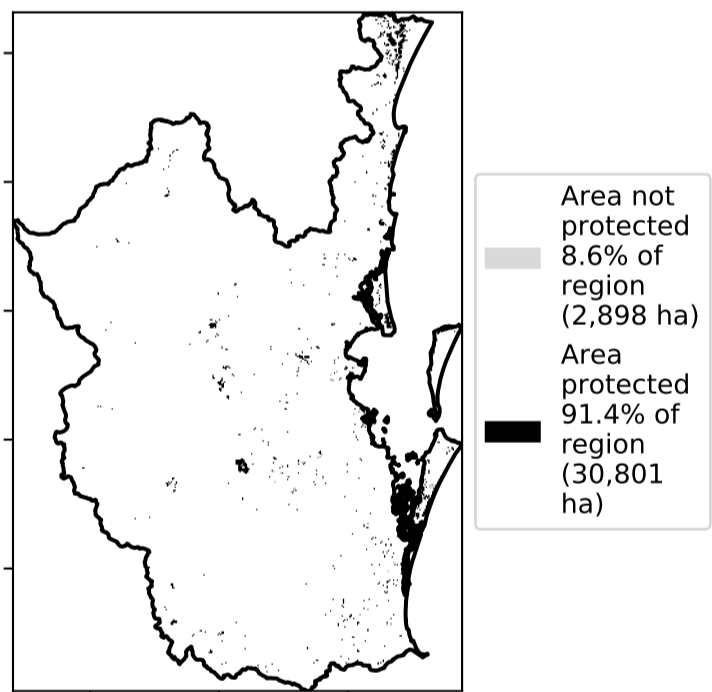 Area not
protected
8.6% of
region
(2,898 ha)
Area
protected
91.4% of
region
(30,801
ha)